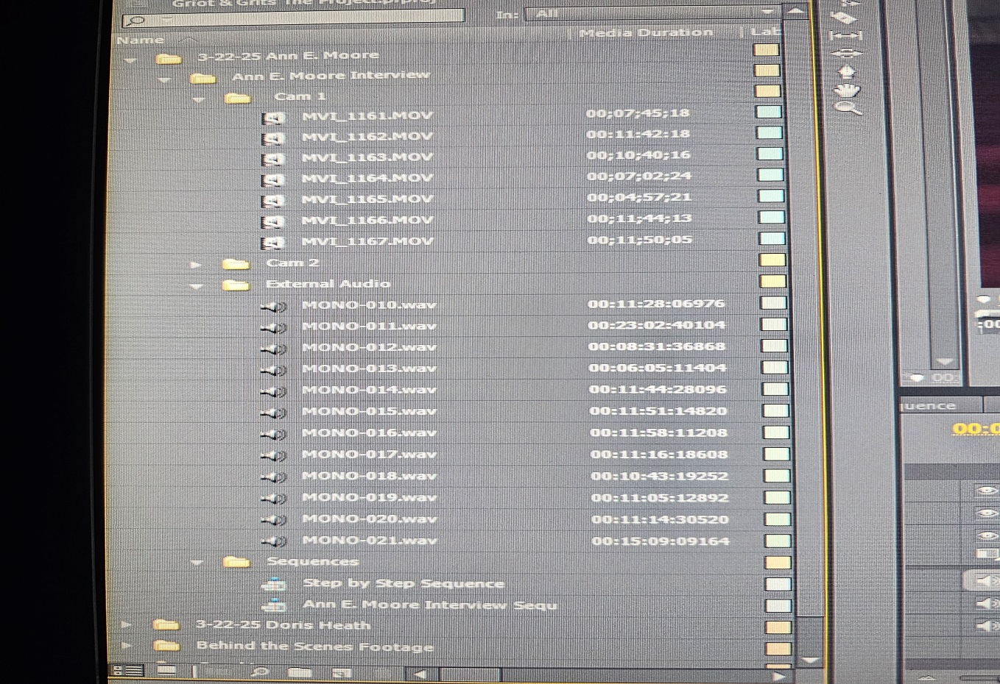 Griot & Grits The Project.prproj
In: All
Name Media Duration Lab
3-22-25 Ann E. Moore
Ann E. Moore Interview
Cam 1
MVI_1161.MOV 00;07;45;18
MVI_1162.MOV 00:11:42:18
MVI_1163.MOV 00;10;40;16
MVI_1164.MOV 00;07;02;24
MVI_1165.MOV 00;04;57;21
MVI_1166.MOV 00;11;44;13
MVI_1167.MOV 00;11;50;05
Cam 2
External Audio
MONO-010.wav 00:11:28:06976
MONO-011.wav 00:23:02:40104
MONO-012.wav 00:08:31:36868
MONO-013.wav 00:06:05:11404
MONO-014.wav 00:11:44:28096
MONO-015.wav 00:11:51:14820
MONO-016.wav 00:11:58:11208
MONO-017.wav 00:11:16:18608
MONO-018.wav 00:10:43:19252
MONO-019.wav 00:11:05:12892
MONO-020.wav 00:11:14:30520
MONO-021.wav 00:15:09:09164
Sequences
Step by Step Sequence
Ann E. Moore Interview Sequ
3-22-25 Doris Heath
Behind the Scenes Footage
:00
00:
quence
00:0